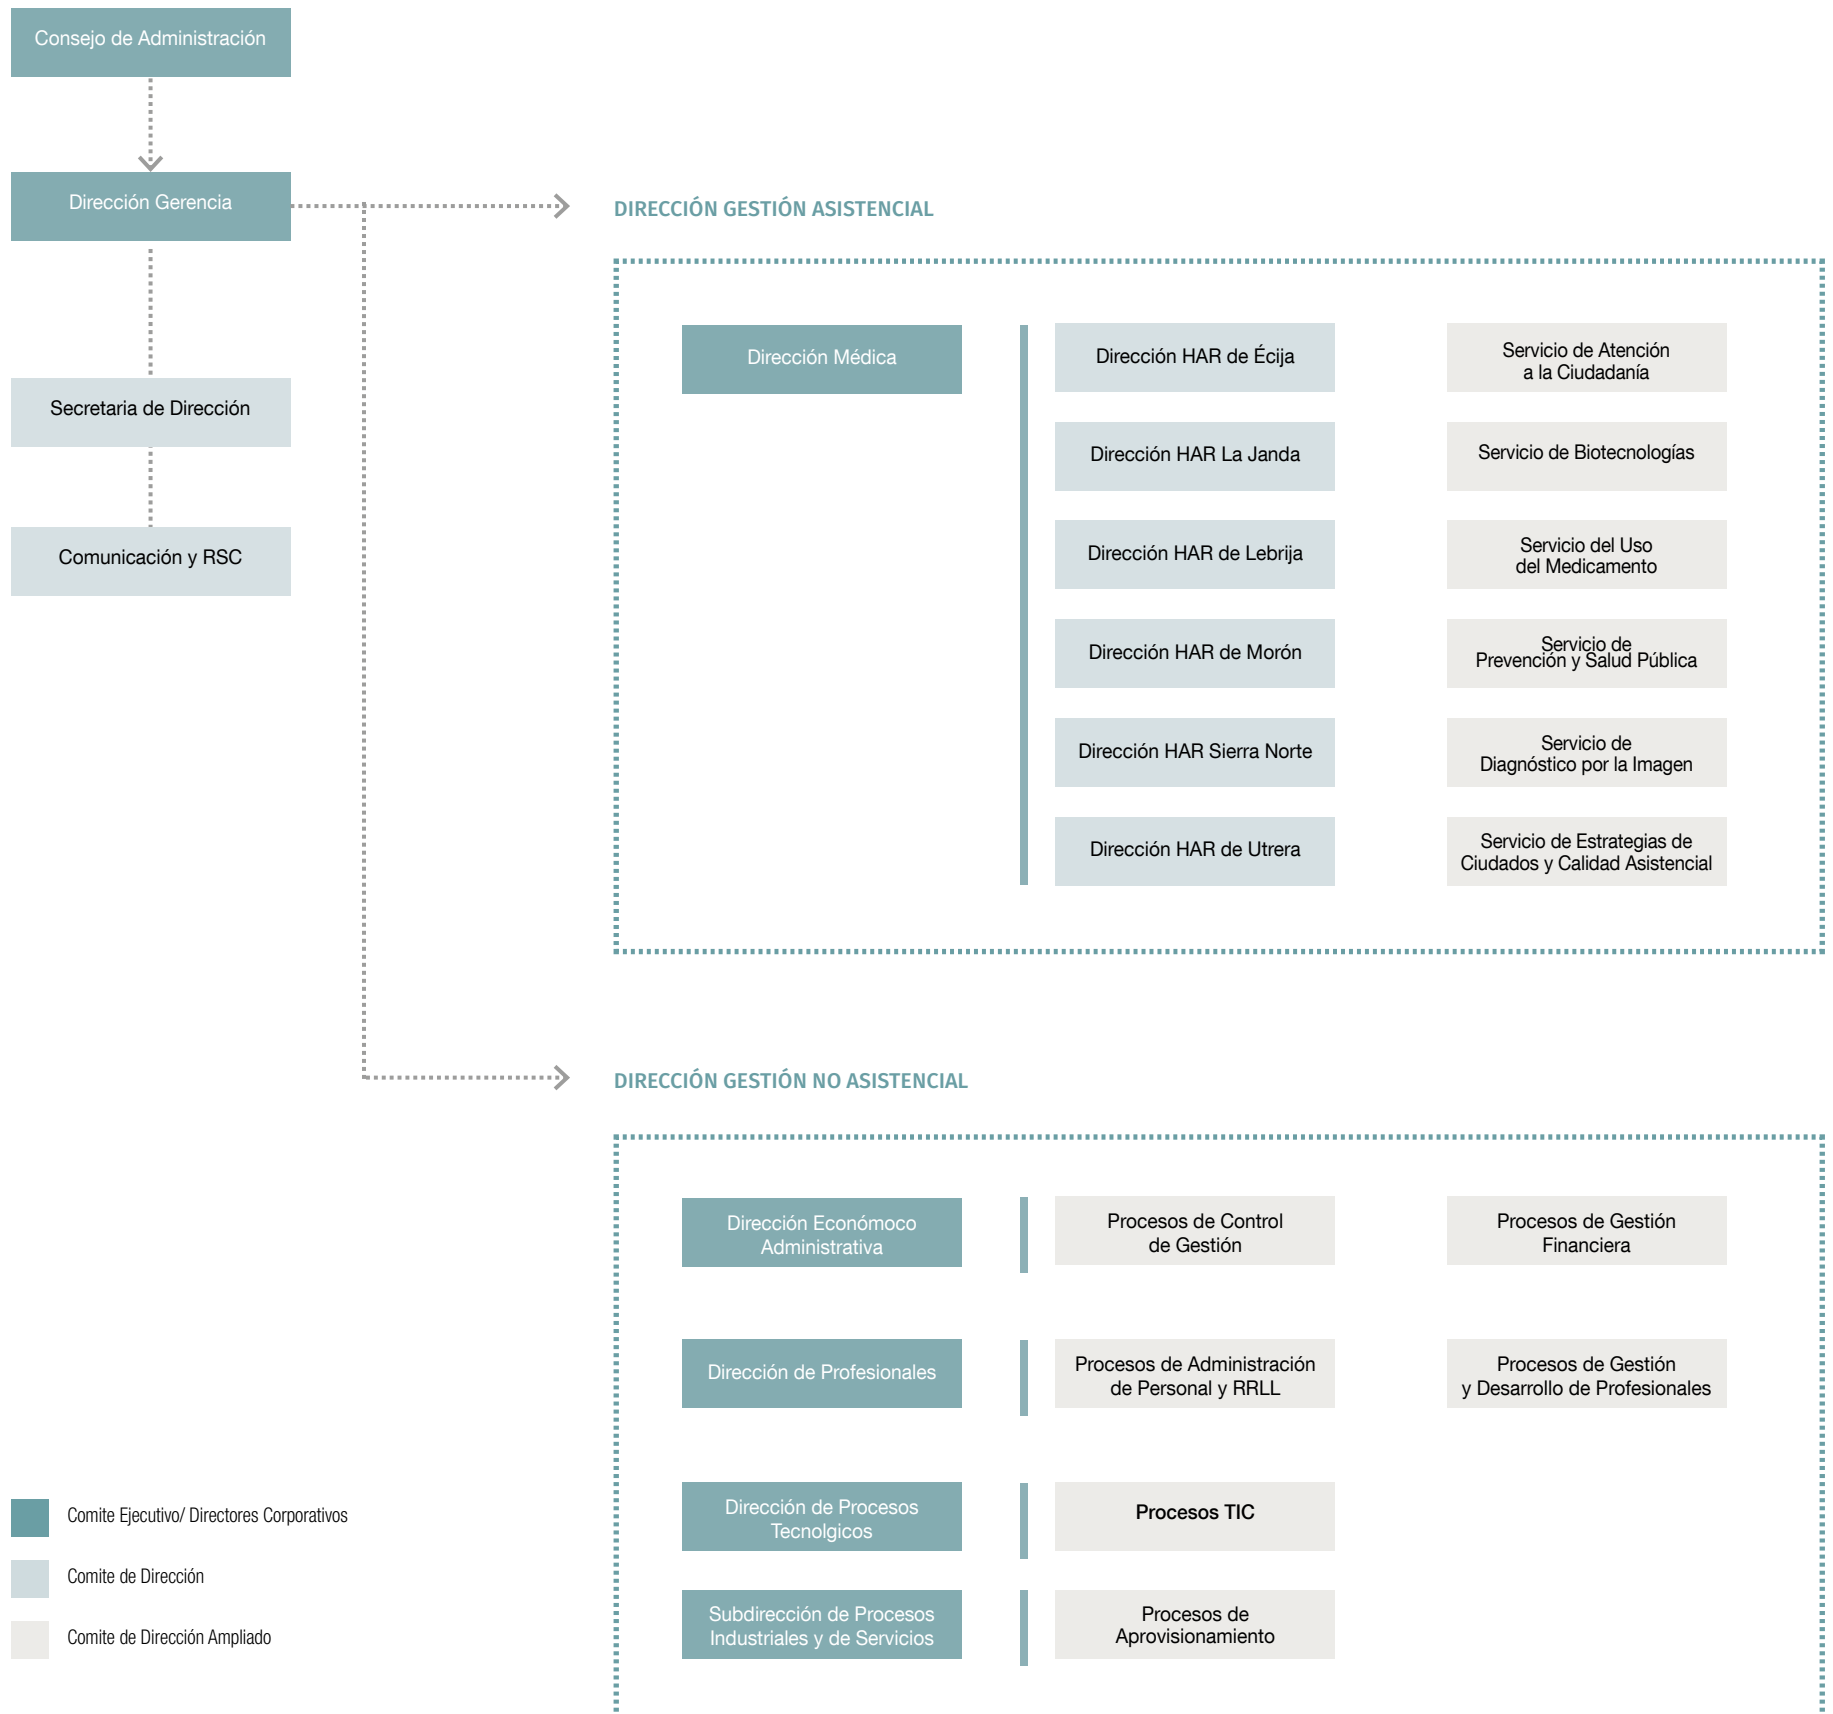 Consejo de Administración
Dirección Gerencia
Secretaria de Dirección
Comunicación y RSC
DIRECCIÓN GESTIÓN ASISTENCIAL
Dirección Médica
Dirección HAR de Écija
Dirección HAR La Janda
Dirección HAR de Lebrija
Dirección HAR de Morón
Dirección HAR Sierra Norte
Dirección HAR de Utrera
Servicio de Atención
a la Ciudadanía
Servicio de Biotecnologías
Servicio del Uso
del Medicamento
Servicio de
Prevención y Salud Pública
Servicio de
Diagnóstico por la Imagen
Servicio de Estrategias de
Ciudados y Calidad Asistencial
DIRECCIÓN GESTIÓN NO ASISTENCIAL
Dirección Económoco
Administrativa
Procesos de Control
de Gestión
Procesos de Gestión
Financiera
Dirección de Profesionales
Procesos de Administración
de Personal y RRLL
Procesos de Gestión
y Desarrollo de Profesionales
Dirección de Procesos
Tecnolgicos
Procesos TIC
Subdirección de Procesos
Industriales y de Servicios
Procesos de
Aprovisionamiento
Comite Ejecutivo/ Directores Corporativos
Comite de Dirección
Comite de Dirección Ampliado